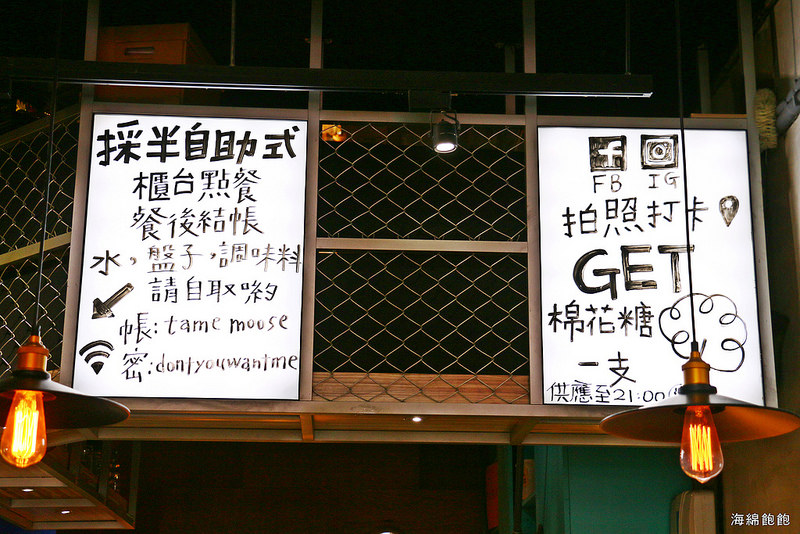 採半自助式
櫃台點餐
餐後結帳
水，盤子，調味料
請自取喲
帳：tame moose
密：dontyouwantme
f
FB IG
拍照打卡
GET
棉花糖
一支
供應至21:00
海綿飽飽